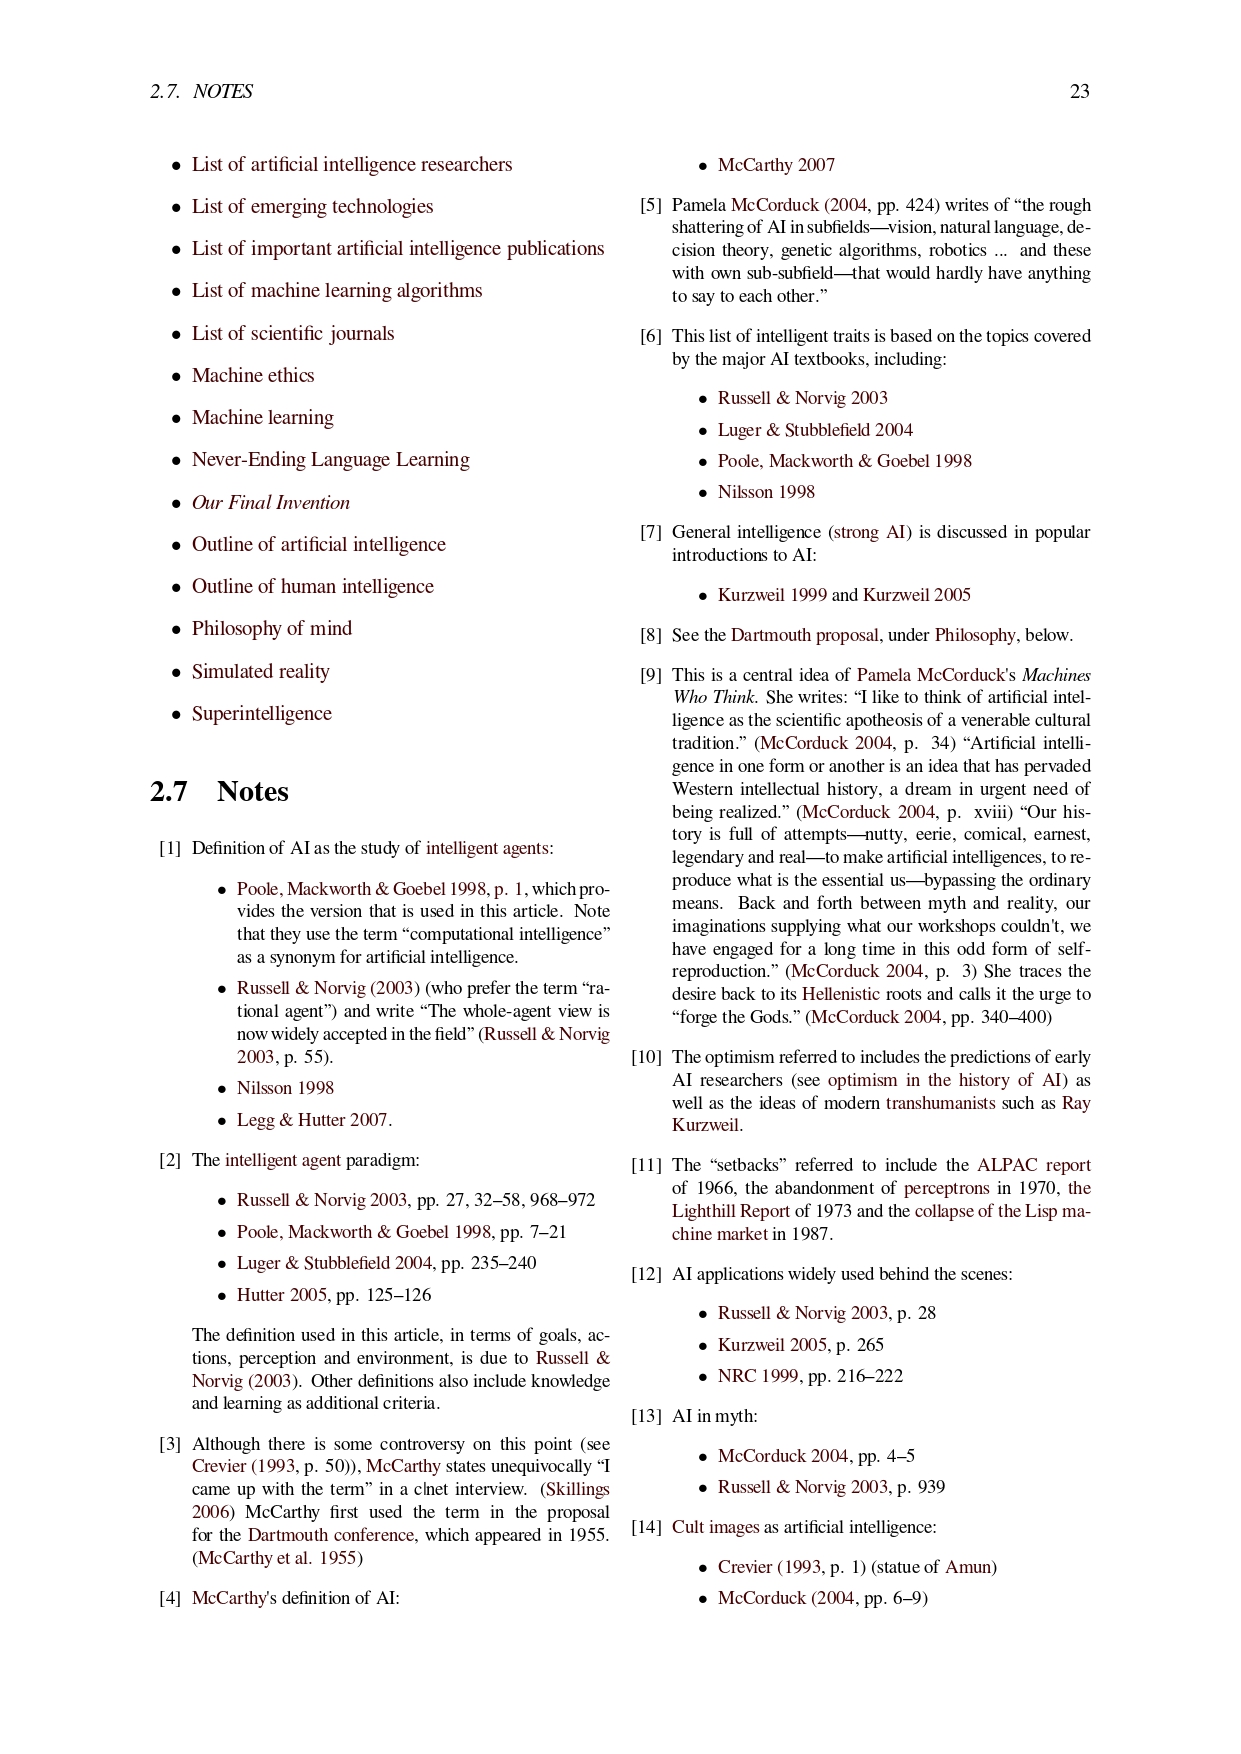 2.7. NOTES
23
• List of artificial intelligence researchers
• List of emerging technologies
• List of important artificial intelligence publications
• List of machine learning algorithms
• List of scientific journals
• Machine ethics
• Machine learning
• Never-Ending Language Learning
• Our Final Invention
• Outline of artificial intelligence
• Outline of human intelligence
• Philosophy of mind
• Simulated reality
• Superintelligence
2.7 Notes
[1] Definition of AI as the study of intelligent agents:
• Poole, Mackworth & Goebel 1998, p. 1, which pro-
vides the version that is used in this article. Note
that they use the term “computational intelligence”
as a synonym for artificial intelligence.
• Russell & Norvig (2003) (who prefer the term “ra-
tional agent”) and write “The whole-agent view is
now widely accepted in the field” (Russell & Norvig
2003, p. 55).
• Nilsson 1998
• Legg & Hutter 2007.
[2] The intelligent agent paradigm:
• Russell & Norvig 2003, pp. 27, 32–58, 968–972
• Poole, Mackworth & Goebel 1998, pp. 7–21
• Luger & Stubblefield 2004, pp. 235–240
• Hutter 2005, pp. 125–126
The definition used in this article, in terms of goals, ac-
tions, perception and environment, is due to Russell &
Norvig (2003). Other definitions also include knowledge
and learning as additional criteria.
[3] Although there is some controversy on this point (see
Crevier (1993, p. 50)), McCarthy states unequivocally “I
came up with the term” in a c|net interview. (Skillings
2006) McCarthy first used the term in the proposal
for the Dartmouth conference, which appeared in 1955.
(McCarthy et al. 1955)
[4] McCarthy's definition of AI:
• McCarthy 2007
[5] Pamela McCorduck (2004, pp. 424) writes of “the rough
shattering of AI in subfields—vision, natural language, de-
cision theory, genetic algorithms, robotics ... and these
with own sub-subfield—that would hardly have anything
to say to each other.”
[6] This list of intelligent traits is based on the topics covered
by the major AI textbooks, including:
• Russell & Norvig 2003
• Luger & Stubblefield 2004
• Poole, Mackworth & Goebel 1998
• Nilsson 1998
[7] General intelligence (strong AI) is discussed in popular
introductions to AI:
• Kurzweil 1999 and Kurzweil 2005
[8] See the Dartmouth proposal, under Philosophy, below.
[9] This is a central idea of Pamela McCorduck's Machines
Who Think. She writes: “I like to think of artificial intel-
ligence as the scientific apotheosis of a venerable cultural
tradition.” (McCorduck 2004, p. 34) “Artificial intelli-
gence in one form or another is an idea that has pervaded
Western intellectual history, a dream in urgent need of
being realized.” (McCorduck 2004, p. xviii) “Our his-
tory is full of attempts—nutty, eerie, comical, earnest,
legendary and real—to make artificial intelligences, to re-
produce what is the essential us—bypassing the ordinary
means. Back and forth between myth and reality, our
imaginations supplying what our workshops couldn't, we
have engaged for a long time in this odd form of self-
reproduction.” (McCorduck 2004, p. 3) She traces the
desire back to its Hellenistic roots and calls it the urge to
“forge the Gods.” (McCorduck 2004, pp. 340–400)
[10] The optimism referred to includes the predictions of early
AI researchers (see optimism in the history of AI) as
well as the ideas of modern transhumanists such as Ray
Kurzweil.
[11] The “setbacks” referred to include the ALPAC report
of 1966, the abandonment of perceptrons in 1970, the
Lighthill Report of 1973 and the collapse of the Lisp ma-
chine market in 1987.
[12] AI applications widely used behind the scenes:
• Russell & Norvig 2003, p. 28
• Kurzweil 2005, p. 265
• NRC 1999, pp. 216–222
[13] AI in myth:
• McCorduck 2004, pp. 4–5
• Russell & Norvig 2003, p. 939
[14] Cult images as artificial intelligence:
• Crevier (1993, p. 1) (statue of Amun)
• McCorduck (2004, pp. 6–9)